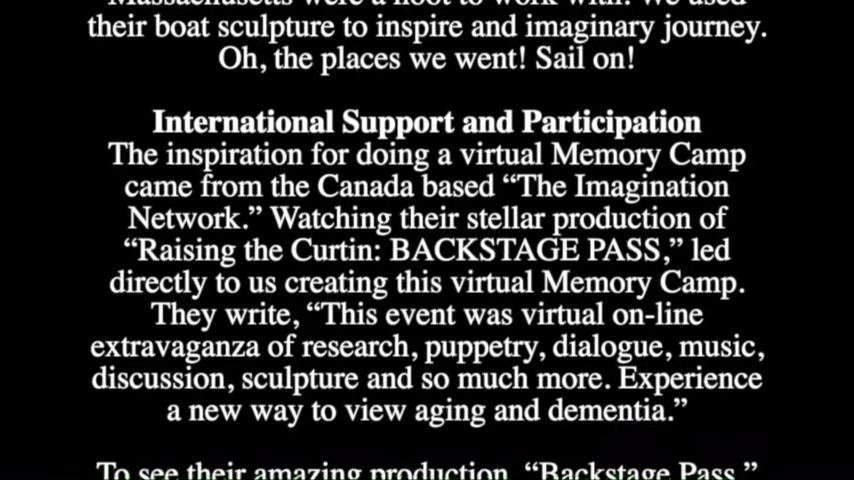 Massachusetts were a hoot to work with! We used
their boat sculpture to inspire and imaginary journey.
Oh, the places we went! Sail on!
International Support and Participation
The inspiration for doing a virtual Memory Camp
came from the Canada based “The Imagination
Network.” Watching their stellar production of
“Raising the Curtain: BACKSTAGE PASS,” led
directly to us creating this virtual Memory Camp.
They write, “This event was virtual on-line
extravaganza of research, puppetry, dialogue, music,
discussion, sculpture and so much more. Experience
a new way to view aging and dementia.”
To see their amazing production, “Backstage Pass,”